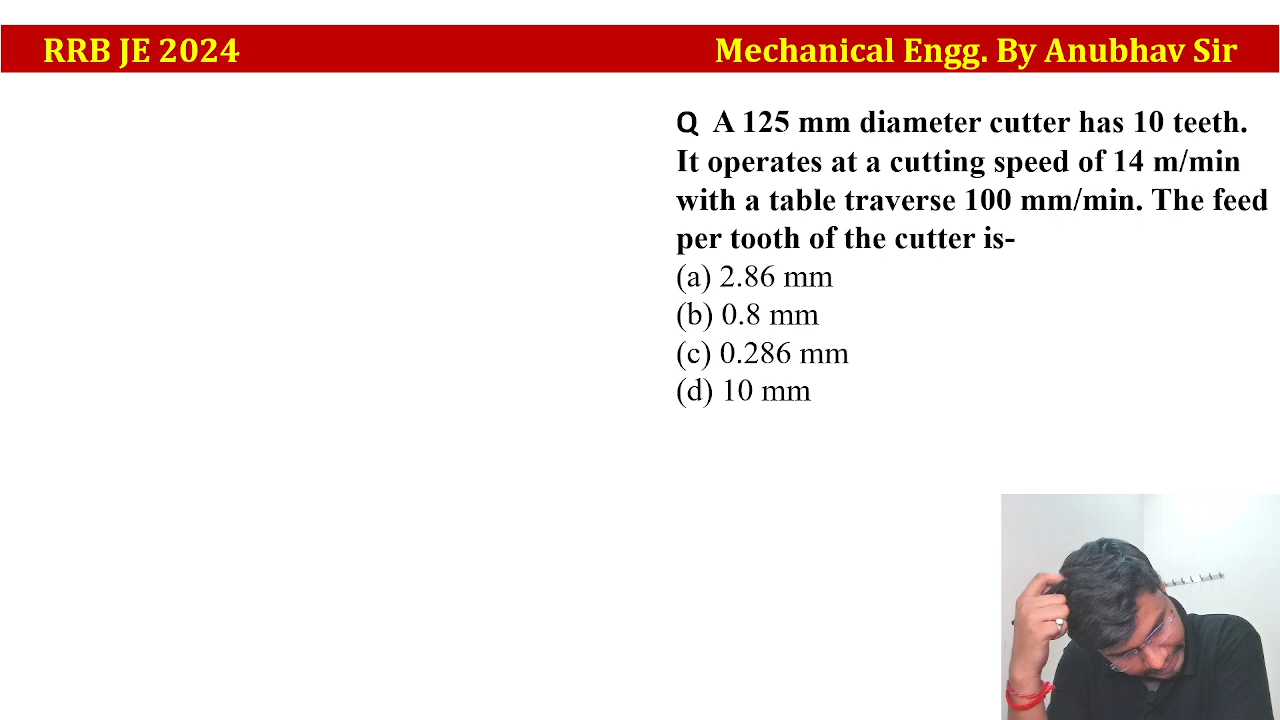 RRB JE 2024
Mechanical Engg. By Anubhav Sir
Q A 125 mm diameter cutter has 10 teeth.
It operates at a cutting speed of 14 m/min
with a table traverse 100 mm/min. The feed
per tooth of the cutter is-
(a) 2.86 mm
(b) 0.8 mm
(c) 0.286 mm
(d) 10 mm